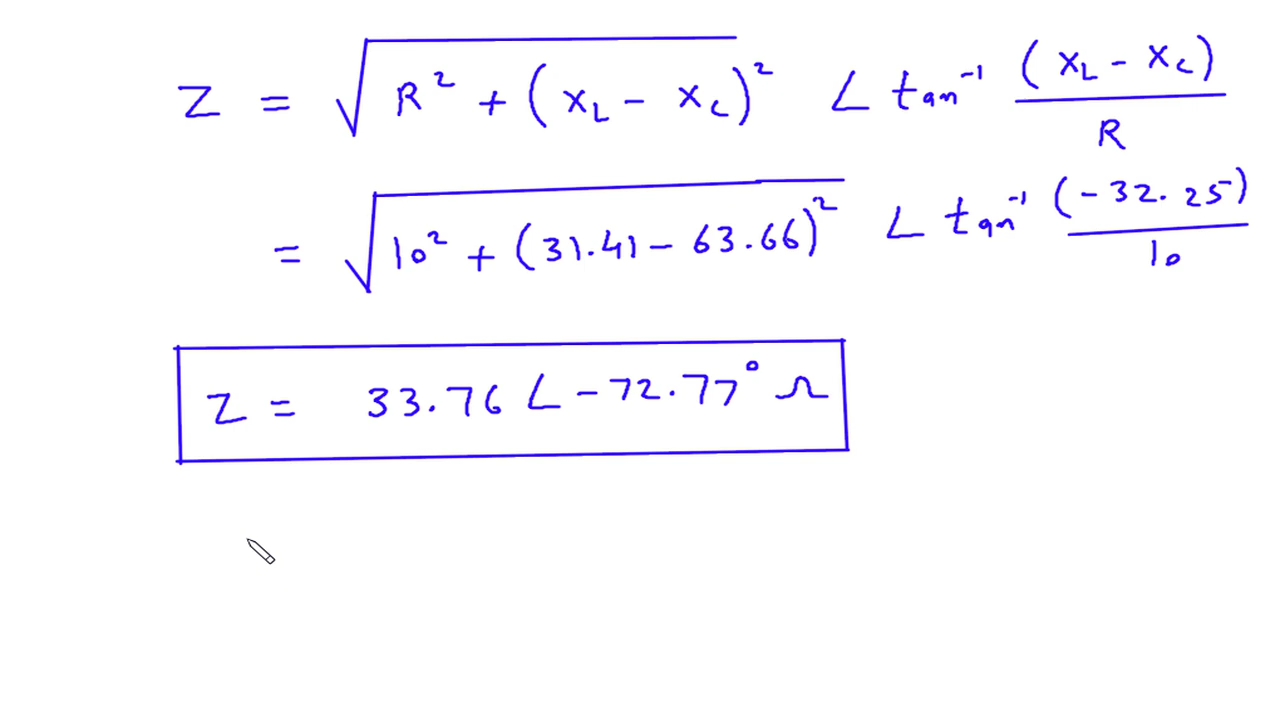 Z = √(R² + (X_L − X_C)²) ∠ tan⁻¹ (X_L − X_C)/R
= √(10² + (31.41 − 63.66)²) ∠ tan⁻¹ (−32.25)/10
Z = 33.76 ∠ −72.77° Ω